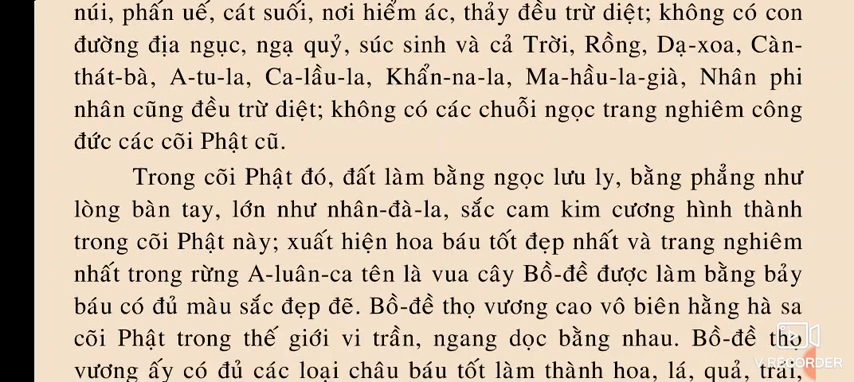 núi, phấn uế, cát suối, nơi hiểm ác, thảy đều trừ diệt; không có con
đường địa ngục, ngạ quỷ, súc sinh và cả Trời, Rồng, Dạ-xoa, Càn-
thát-bà, A-tu-la, Ca-lầu-la, Khẩn-na-la, Ma-hầu-la-già, Nhân phi
nhân cũng đều trừ diệt; không có các chuỗi ngọc trang nghiêm công
đức các cõi Phật cũ.
Trong cõi Phật đó, đất làm bằng ngọc lưu ly, bằng phẳng như
lòng bàn tay, lớn như nhân-đà-la, sắc cam kim cương hình thành
trong cõi Phật này; xuất hiện hoa báu tốt đẹp nhất và trang nghiêm
nhất trong rừng A-luân-ca tên là vua cây Bồ-đề được làm bằng bảy
báu có đủ màu sắc đẹp đẽ. Bồ-đề thọ vương cao vô biên hằng hà sa
cõi Phật trong thế giới vi trần, ngang dọc bằng nhau. Bồ-đề thọ
vương ấy có đủ các loại châu báu tốt làm thành hoa, lá, quả, trái,
V.RECORDER